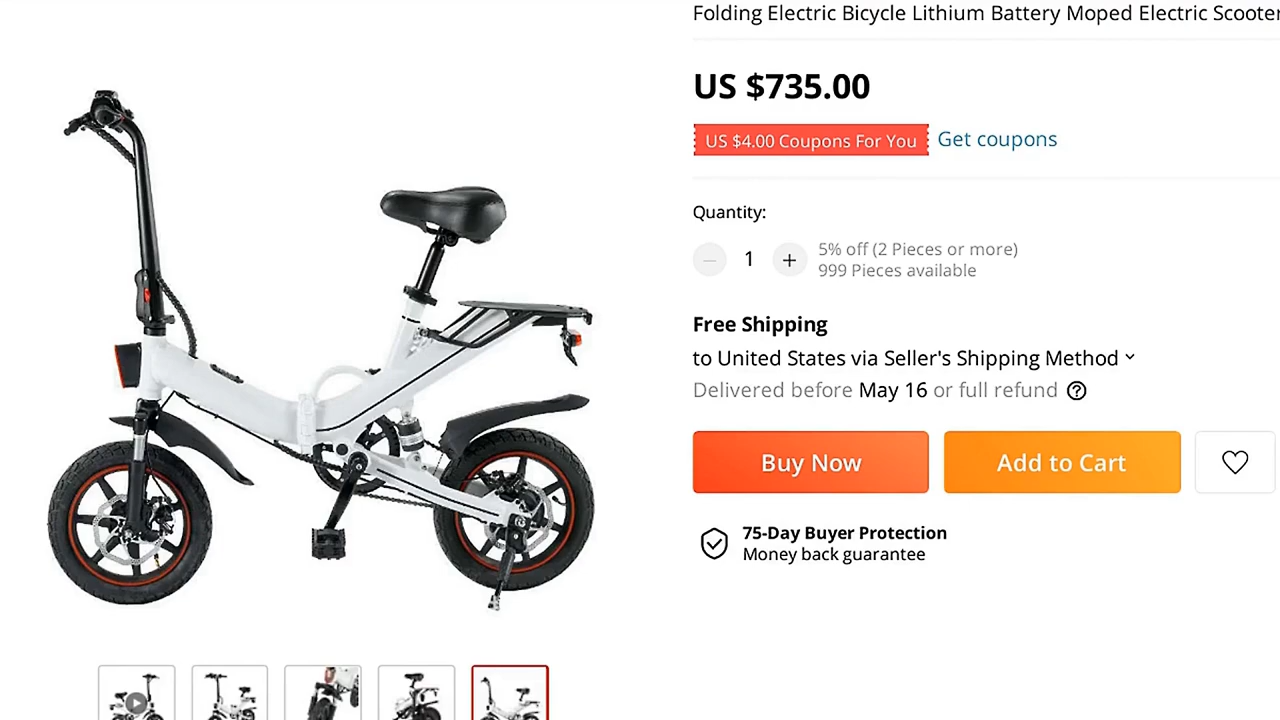 Folding Electric Bicycle Lithium Battery Moped Electric Scooter
US $735.00
US $4.00 Coupons For You Get coupons
Quantity:
1
5% off (2 Pieces or more)
999 Pieces available
Free Shipping
to United States via Seller's Shipping Method
Delivered before May 16 or full refund
Buy Now Add to Cart
75-Day Buyer Protection
Money back guarantee